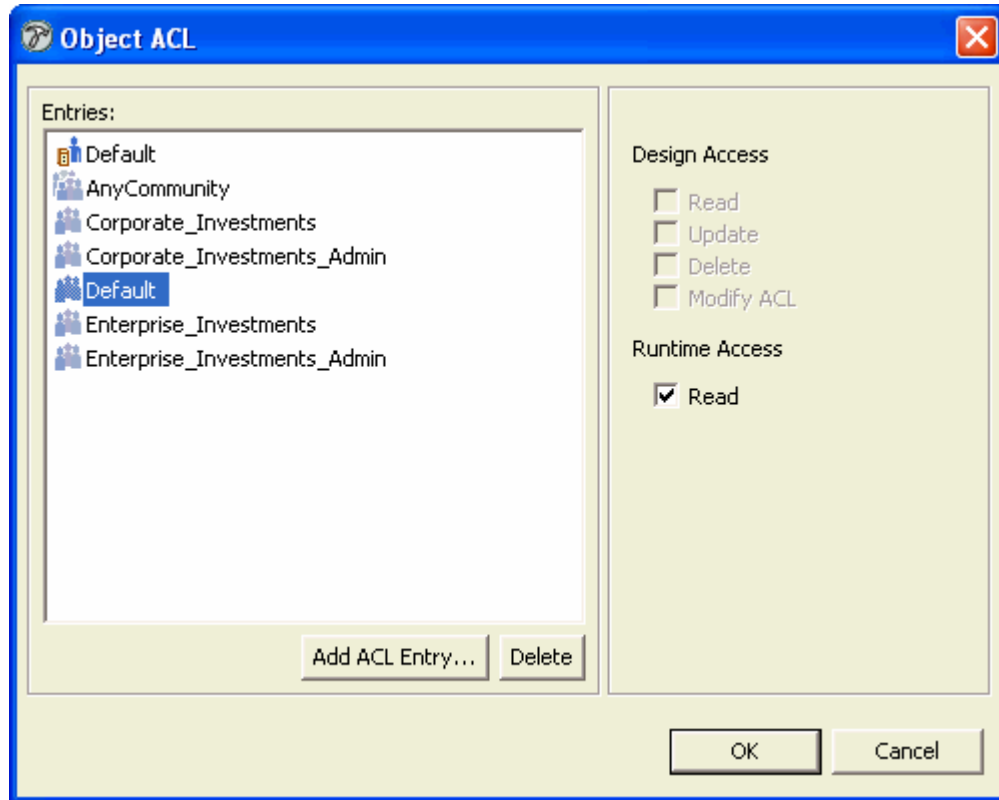 Object ACL
Entries:
Default
AnyCommunity
Corporate_Investments
Corporate_Investments_Admin
Default
Enterprise_Investments
Enterprise_Investments_Admin
Add ACL Entry...
Delete
Design Access
Read
Update
Delete
Modify ACL
Runtime Access
Read
OK
Cancel